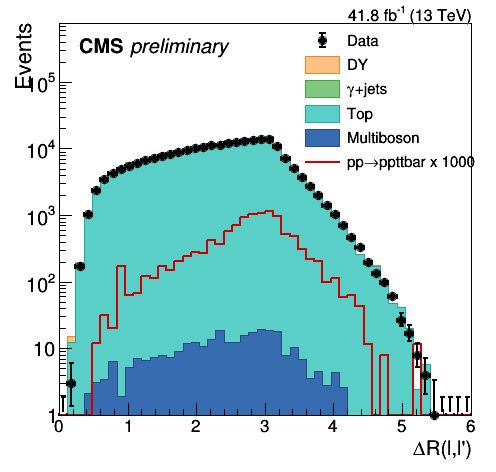 41.8 fb⁻¹ (13 TeV)
CMS preliminary
Events
Data
DY
γ+jets
Top
Multiboson
pp→ppttbar x 1000
10⁵
10⁴
10³
10²
10
1
0 1 2 3 4 5 6
ΔR(l,l')